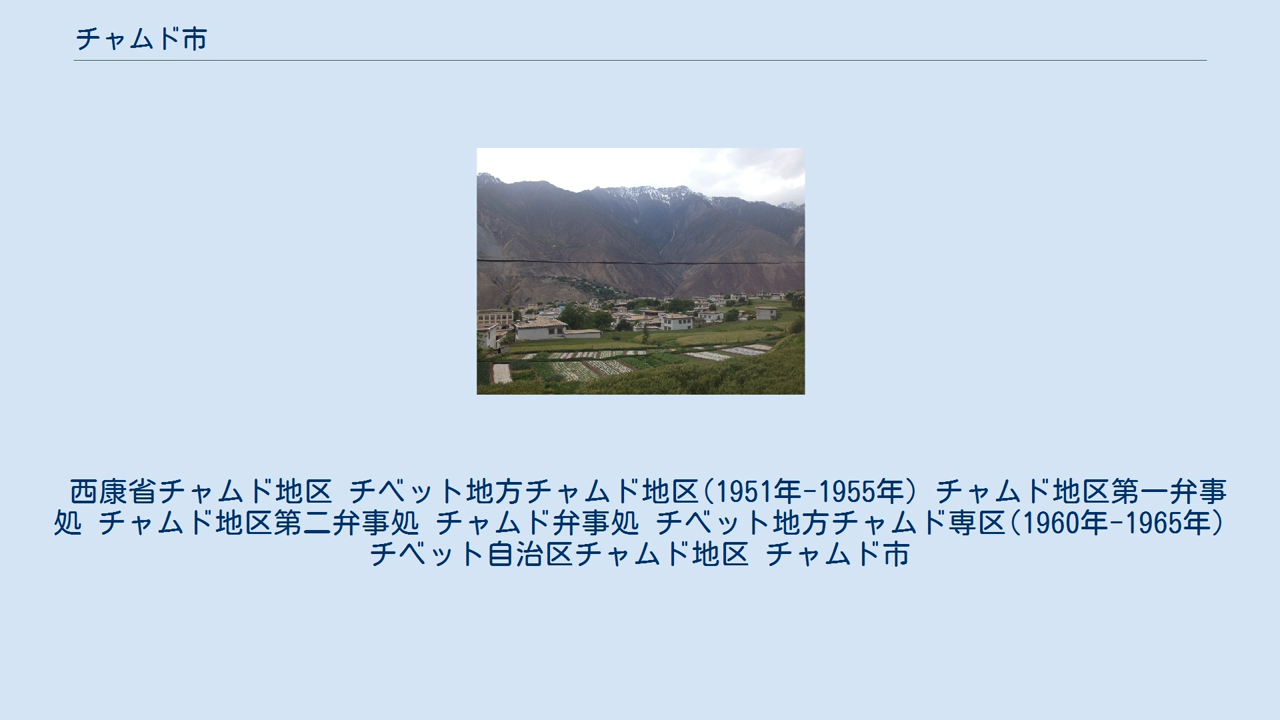 チャムド市
西康省チャムド地区 チベット地方チャムド地区(1951年-1955年) チャムド地区第一弁事
処 チャムド地区第二弁事処 チャムド弁事処 チベット地方チャムド専区(1960年-1965年)
チベット自治区チャムド地区 チャムド市